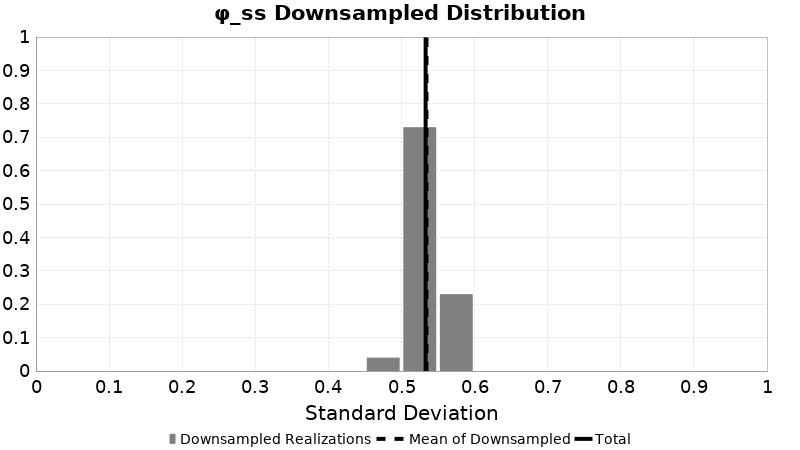 φ_ss Downsampled Distribution
1
0.9
0.8
0.7
0.6
0.5
0.4
0.3
0.2
0.1
0
0 0.1 0.2 0.3 0.4 0.5 0.6 0.7 0.8 0.9 1
Standard Deviation
Downsampled Realizations Mean of Downsampled Total